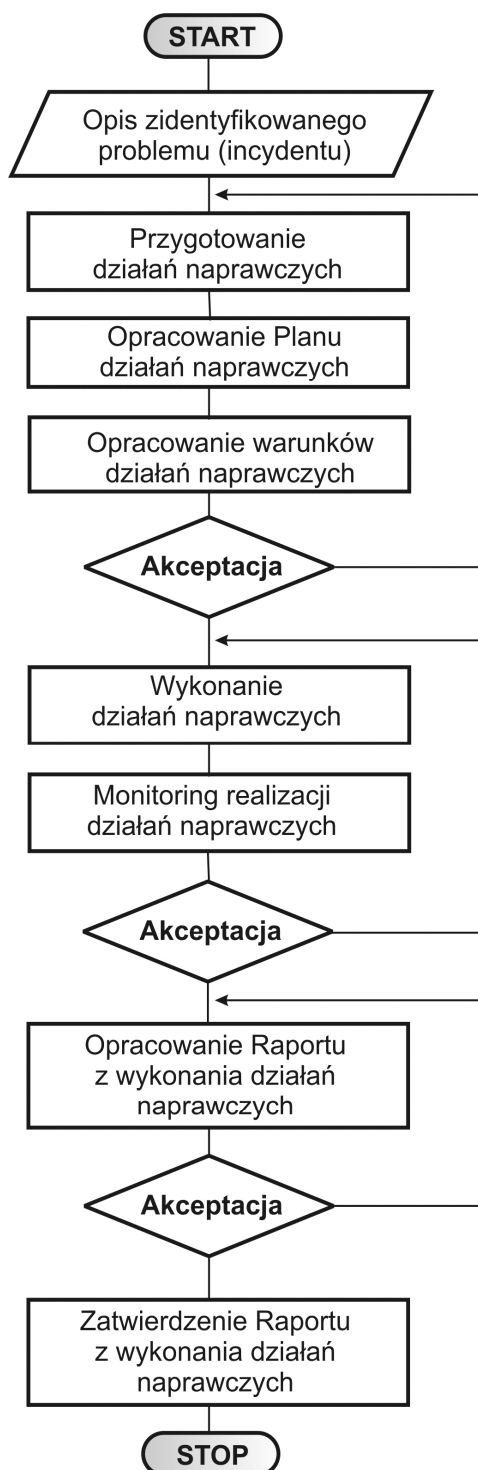 START
Opis zidentyfikowanego
problemu (incydentu)
Przygotowanie
działań naprawczych
Opracowanie Planu
działań naprawczych
Opracowanie warunków
działań naprawczych
Akceptacja
Wykonanie
działań naprawczych
Monitoring realizacji
działań naprawczych
Akceptacja
Opracowanie Raportu
z wykonania działań
naprawczych
Akceptacja
Zatwierdzenie Raportu
z wykonania działań
naprawczych
STOP